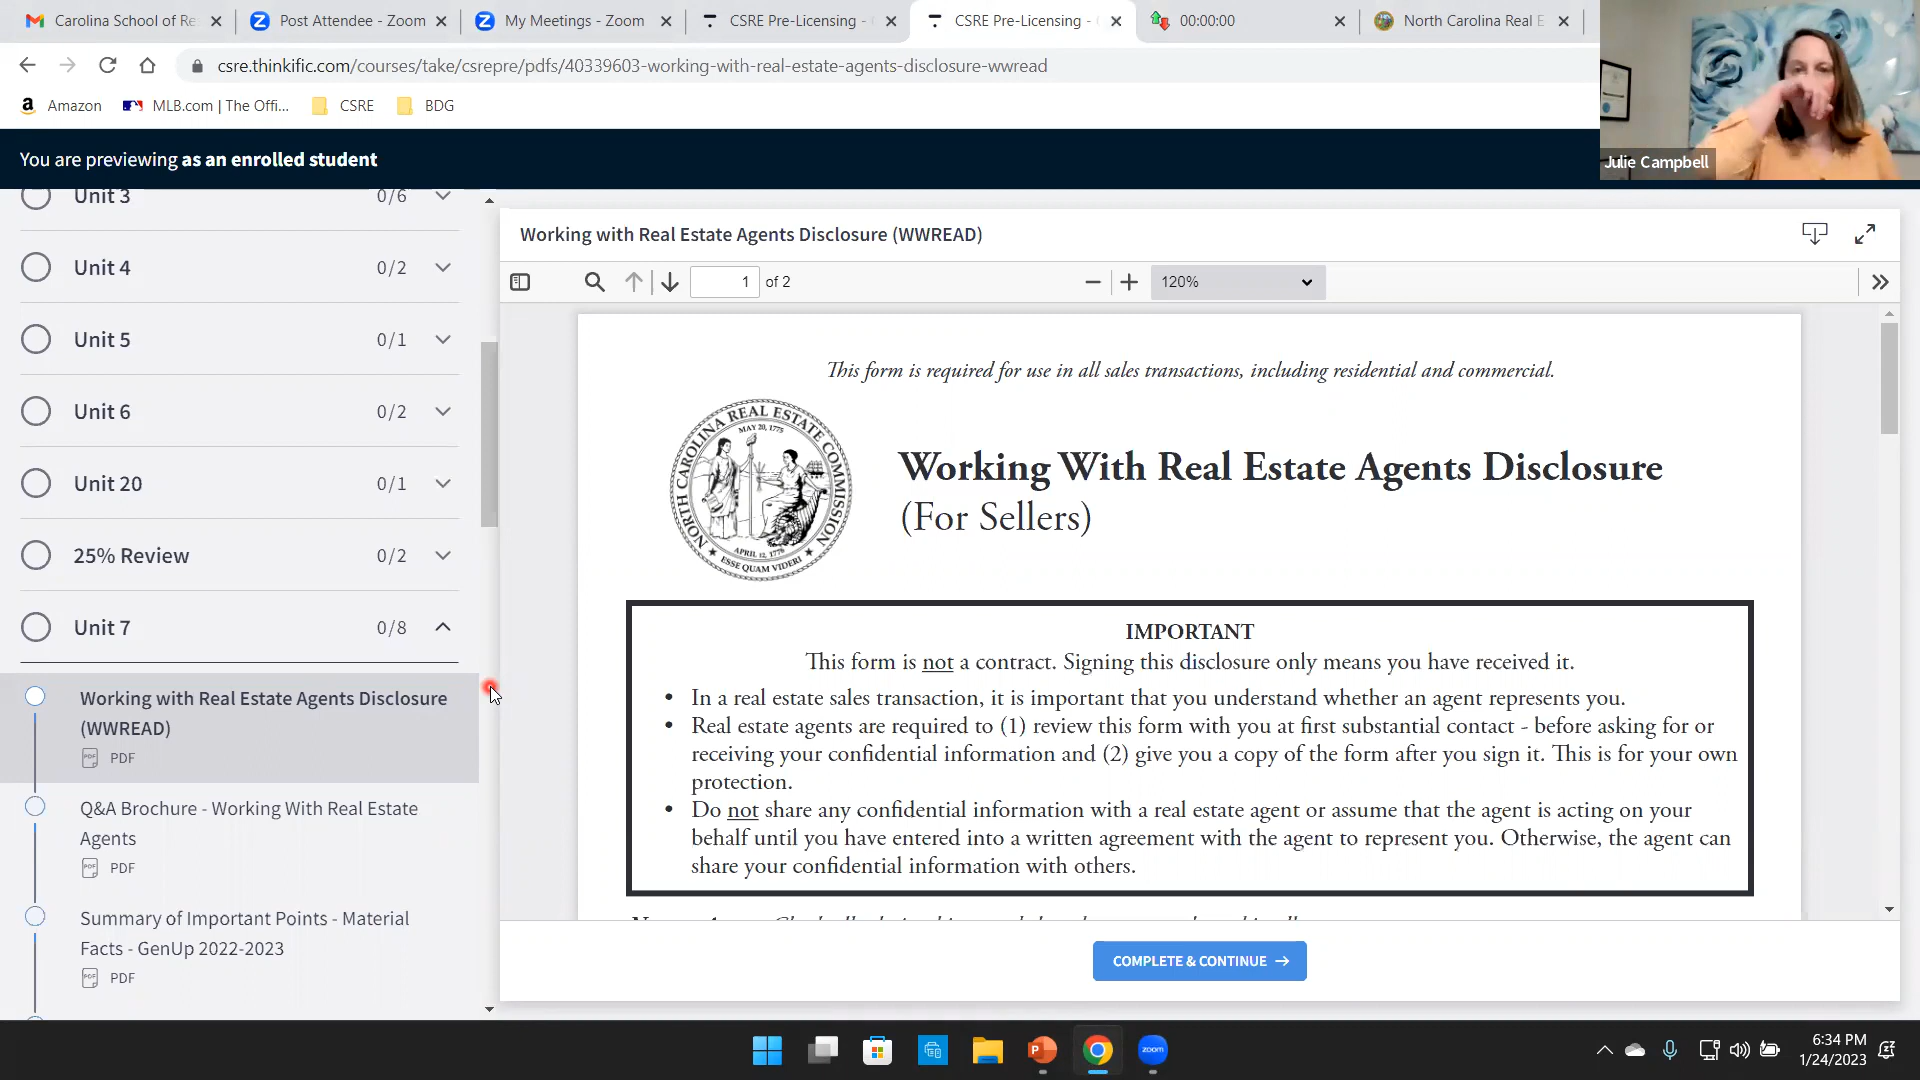 Carolina School of Re
Post Attendee - Zoom
My Meetings - Zoom
CSRE Pre-Licensing -
CSRE Pre-Licensing -
00:00:00
North Carolina Real E
csre.thinkific.com/courses/take/csrepre/pdfs/40339603-working-with-real-estate-agents-disclosure-wwread
Amazon
MLB.com | The Offi...
CSRE
BDG
Julie Campbell
You are previewing as an enrolled student
Unit 3 0/6
Unit 4 0/2
Unit 5 0/1
Unit 6 0/2
Unit 20 0/1
25% Review 0/2
Unit 7 0/8
Working with Real Estate Agents Disclosure
(WWREAD)
PDF
Q&A Brochure - Working With Real Estate
Agents
PDF
Summary of Important Points - Material
Facts - GenUp 2022-2023
PDF
Working with Real Estate Agents Disclosure (WWREAD)
1 of 2
120%
This form is required for use in all sales transactions, including residential and commercial.
NORTH CAROLINA REAL ESTATE COMMISSION
MAY 20, 1775
APRIL 12, 1776
ESSE QUAM VIDERI
Working With Real Estate Agents Disclosure
(For Sellers)
IMPORTANT
This form is not a contract. Signing this disclosure only means you have received it.
• In a real estate sales transaction, it is important that you understand whether an agent represents you.
• Real estate agents are required to (1) review this form with you at first substantial contact - before asking for or
receiving your confidential information and (2) give you a copy of the form after you sign it. This is for your own
protection.
• Do not share any confidential information with a real estate agent or assume that the agent is acting on your
behalf until you have entered into a written agreement with the agent to represent you. Otherwise, the agent can
share your confidential information with others.
COMPLETE & CONTINUE →
zoom
6:34 PM
1/24/2023